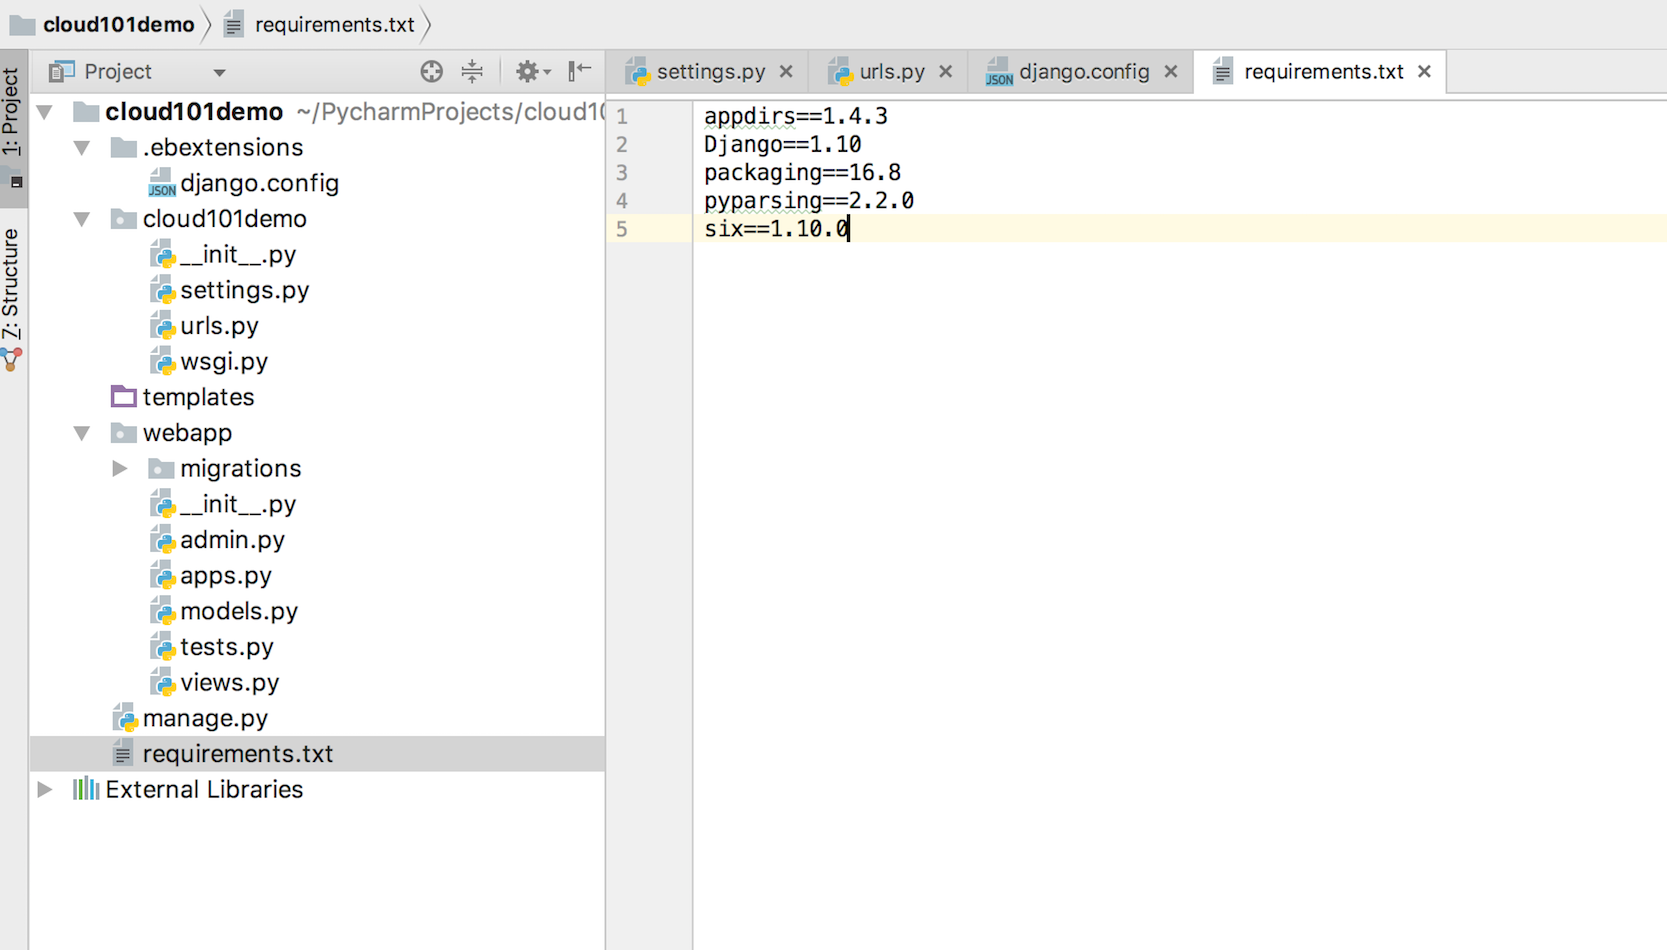 cloud101demo requirements.txt
1: Project
7: Structure
Project
cloud101demo ~/PycharmProjects/cloud10
.ebextensions
JSON django.config
cloud101demo
__init__.py
settings.py
urls.py
wsgi.py
templates
webapp
migrations
__init__.py
admin.py
apps.py
models.py
tests.py
views.py
manage.py
requirements.txt
External Libraries
settings.py urls.py JSON django.config requirements.txt
1 appdirs==1.4.3
2 Django==1.10
3 packaging==16.8
4 pyparsing==2.2.0
5 six==1.10.0